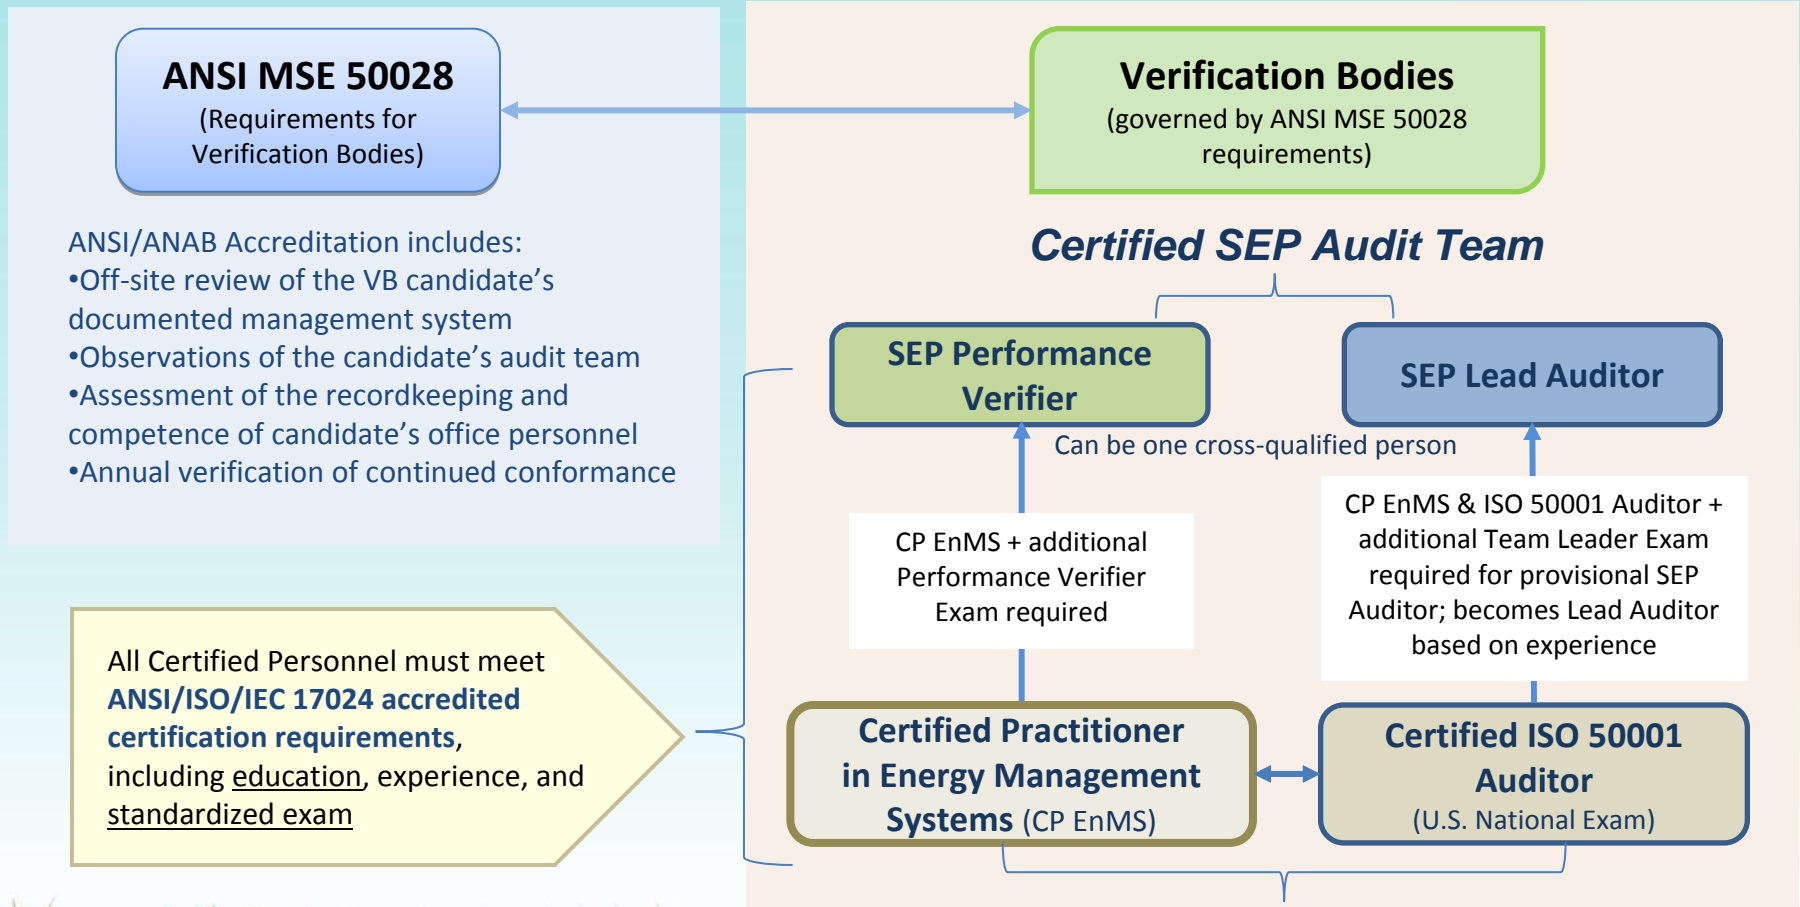 ANSI MSE 50028
(Requirements for
Verification Bodies)
Verification Bodies
(governed by ANSI MSE 50028
requirements)
ANSI/ANAB Accreditation includes:
•Off-site review of the VB candidate’s
documented management system
•Observations of the candidate’s audit team
•Assessment of the recordkeeping and
competence of candidate’s office personnel
•Annual verification of continued conformance
Certified SEP Audit Team
SEP Performance
Verifier
SEP Lead Auditor
Can be one cross-qualified person
CP EnMS + additional
Performance Verifier
Exam required
CP EnMS & ISO 50001 Auditor +
additional Team Leader Exam
required for provisional SEP
Auditor; becomes Lead Auditor
based on experience
All Certified Personnel must meet
ANSI/ISO/IEC 17024 accredited
certification requirements,
including education, experience, and
standardized exam
Certified Practitioner
in Energy Management
Systems (CP EnMS)
Certified ISO 50001
Auditor
(U.S. National Exam)